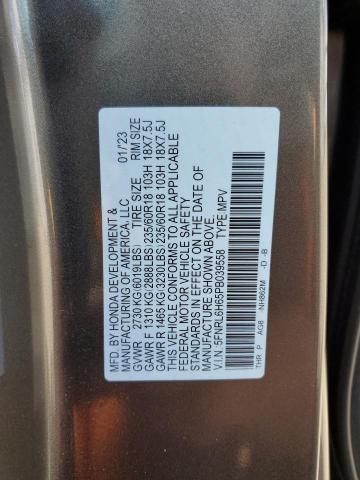 MFD. BY HONDA DEVELOPMENT &
MANUFACTURING OF AMERICA, LLC 01/'23
GVWR 2730 KG(6019LBS) TIRE SIZE RIM SIZE
GAWR F 1310 KG(2888LBS) 235/60R18 103H 18X7.5J
GAWR R 1465 KG(3230LBS) 235/60R18 103H 18X7.5J
THIS VEHICLE CONFORMS TO ALL APPLICABLE
FEDERAL MOTOR VEHICLE SAFETY
STANDARDS IN EFFECT ON THE DATE OF
MANUFACTURE SHOWN ABOVE.
V.I.N. 5FNRL6H65PB039558 TYPE MPV
THR P AG8 -NH862M -D -B